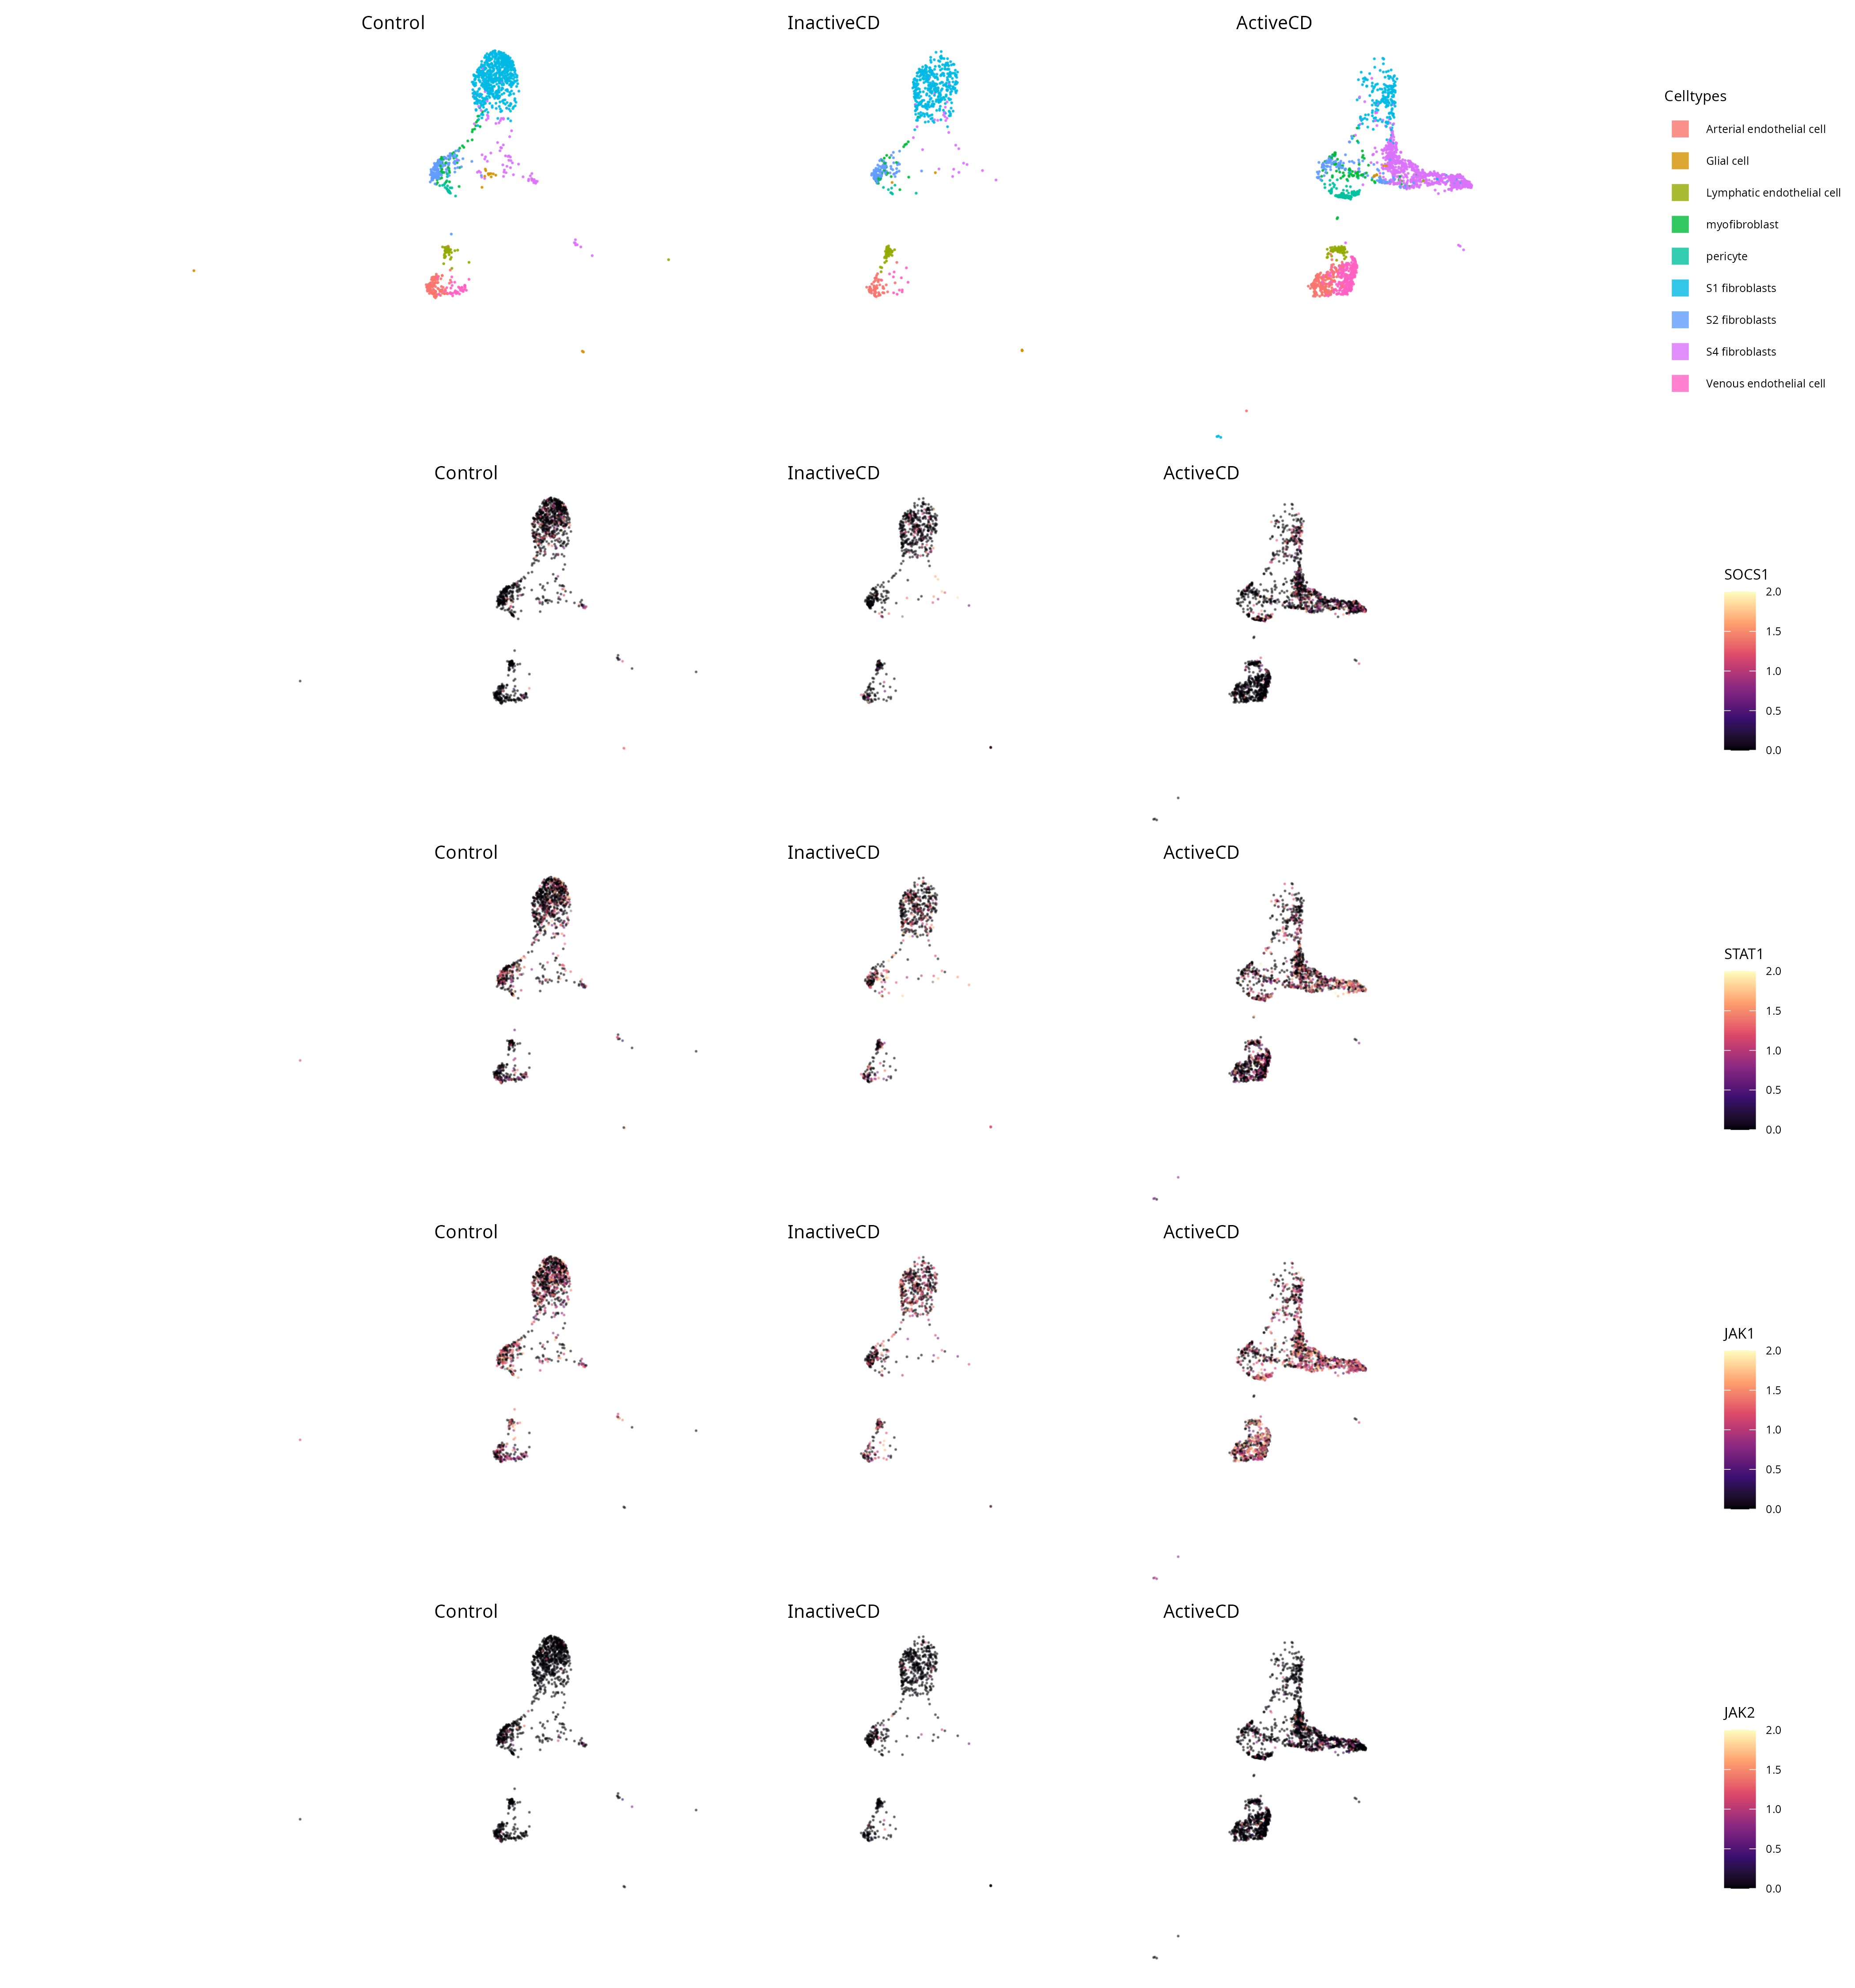 Control
InactiveCD
ActiveCD
Celltypes
Arterial endothelial cell
Glial cell
Lymphatic endothelial cell
myofibroblast
pericyte
S1 fibroblasts
S2 fibroblasts
S4 fibroblasts
Venous endothelial cell
Control
InactiveCD
ActiveCD
SOCS1
2.0
1.5
1.0
0.5
0.0
Control
InactiveCD
ActiveCD
STAT1
2.0
1.5
1.0
0.5
0.0
Control
InactiveCD
ActiveCD
JAK1
2.0
1.5
1.0
0.5
0.0
Control
InactiveCD
ActiveCD
JAK2
2.0
1.5
1.0
0.5
0.0